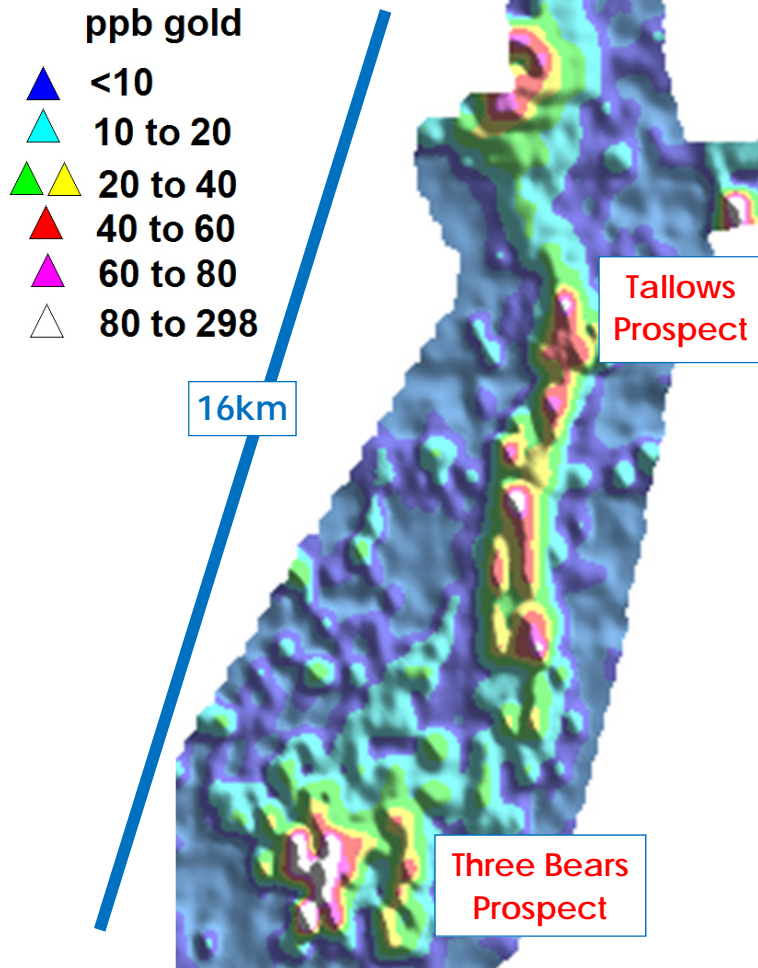 ppb gold
<10
10 to 20
20 to 40
40 to 60
60 to 80
80 to 298
16km
Tallows
Prospect
Three Bears
Prospect